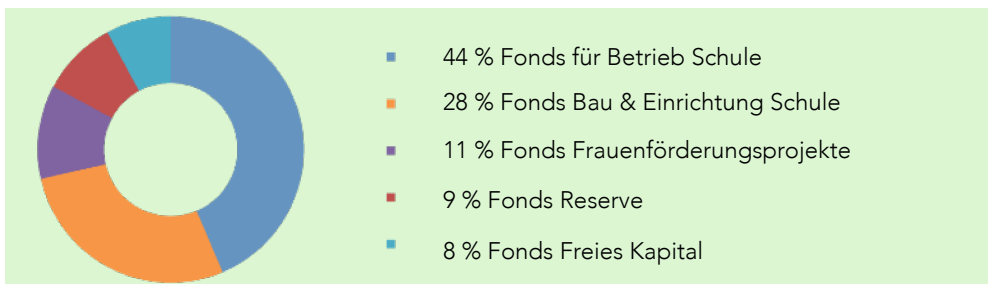 44 % Fonds für Betrieb Schule
28 % Fonds Bau & Einrichtung Schule
11 % Fonds Frauenförderungsprojekte
9 % Fonds Reserve
8 % Fonds Freies Kapital